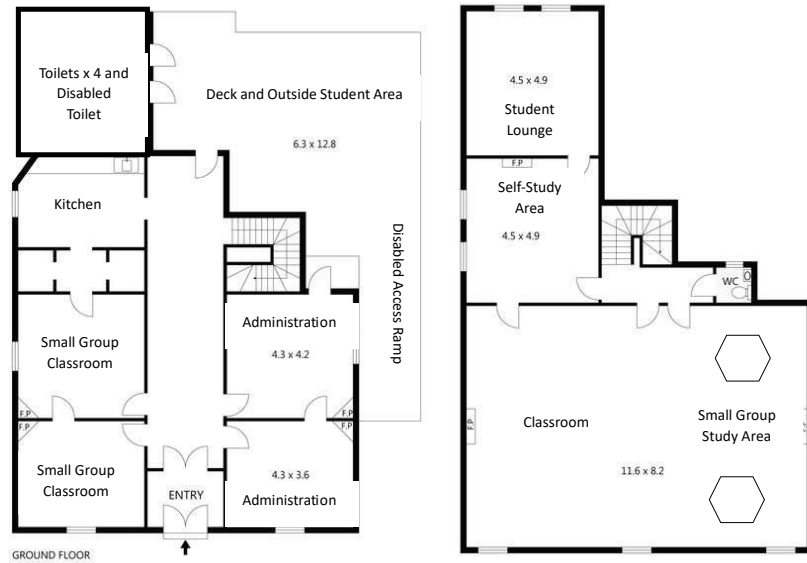 Toilets x 4 and
Disabled
Toilet
Deck and Outside Student Area
6.3 x 12.8
Kitchen
Disabled Access Ramp
Small Group
Classroom
Administration
4.3 x 4.2
F.P
F.P
F.P
F.P
Small Group
Classroom
ENTRY
4.3 x 3.6
Administration
GROUND FLOOR
4.5 x 4.9
Student
Lounge
F.P
Self-Study
Area
4.5 x 4.9
WC
Classroom
Small Group
Study Area
F.P
11.6 x 8.2